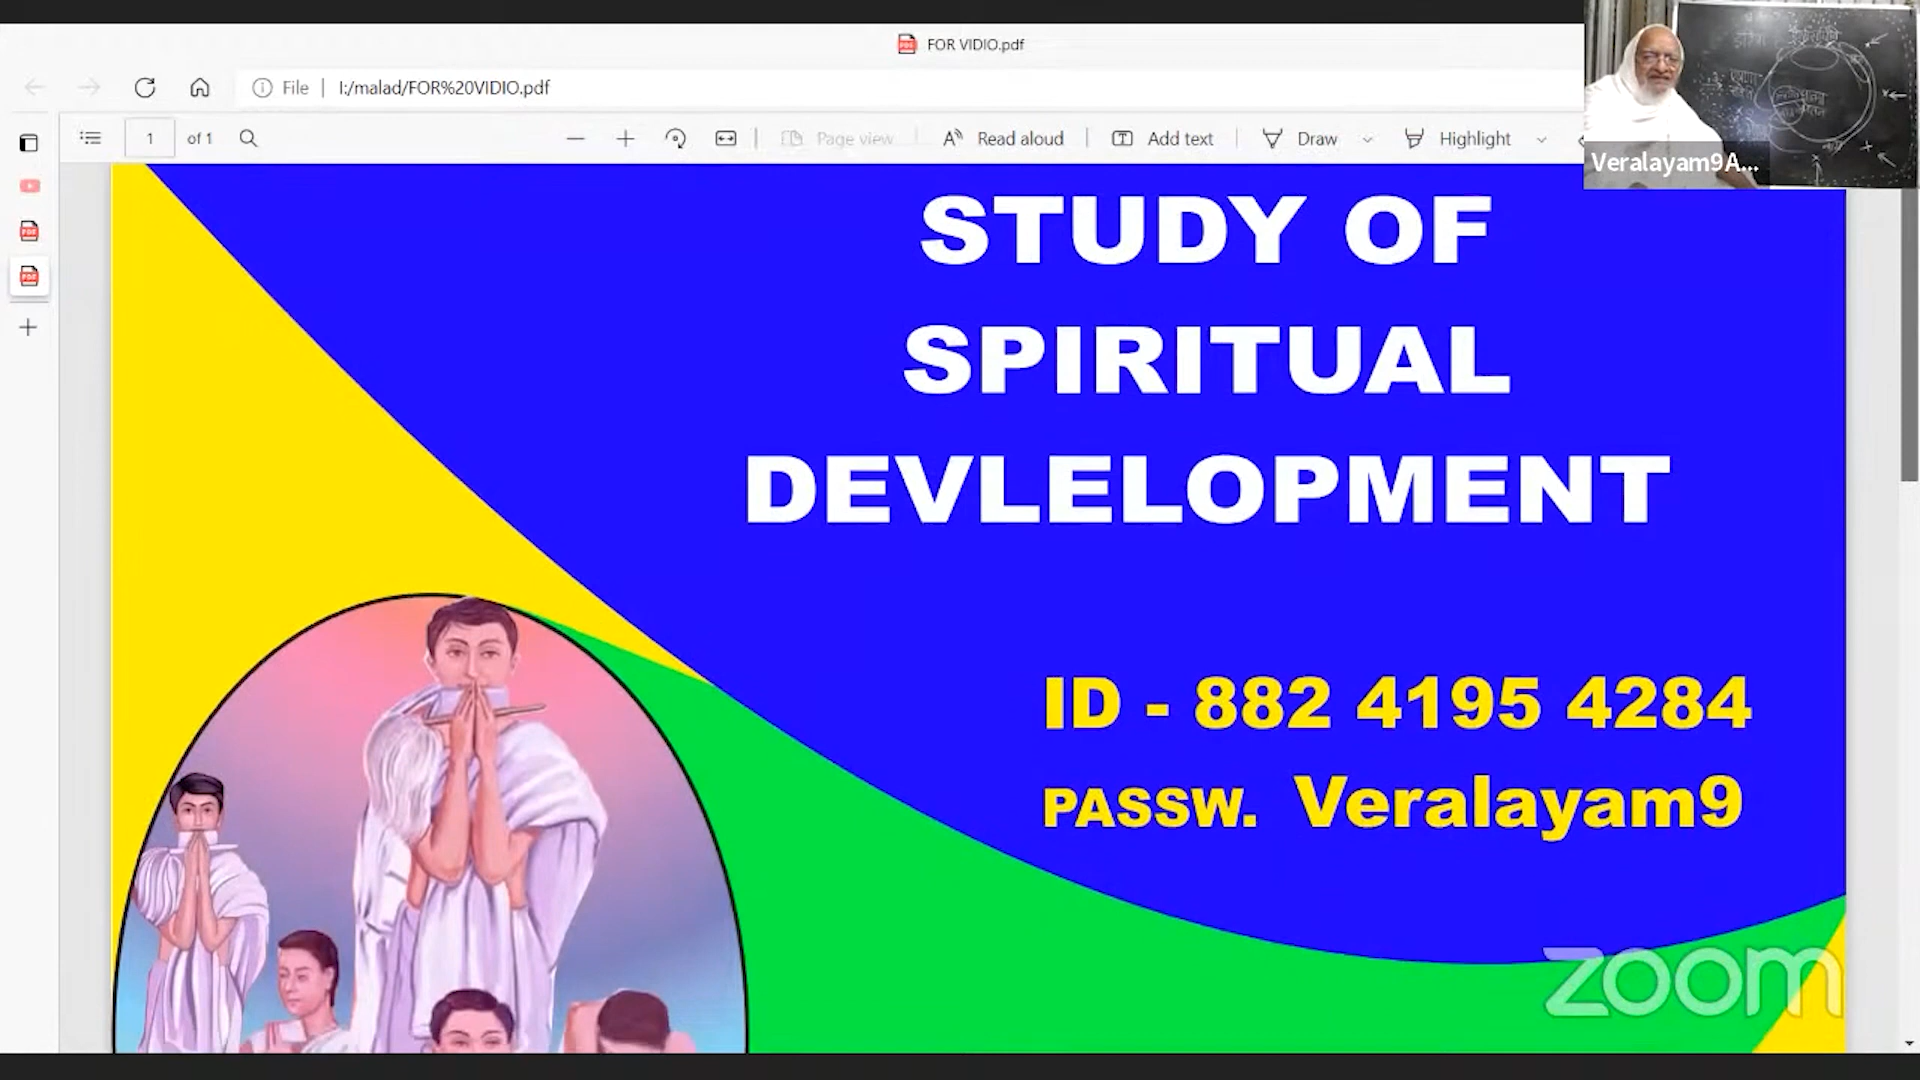 FOR VIDIO.pdf
File
I:/malad/FOR%20VIDIO.pdf
1 of 1
Page view
Read aloud
Add text
Draw
Highlight
Veralayam9A...
STUDY OF
SPIRITUAL
DEVLELOPMENT
ID - 882 4195 4284
PASSW. Veralayam9
zoom